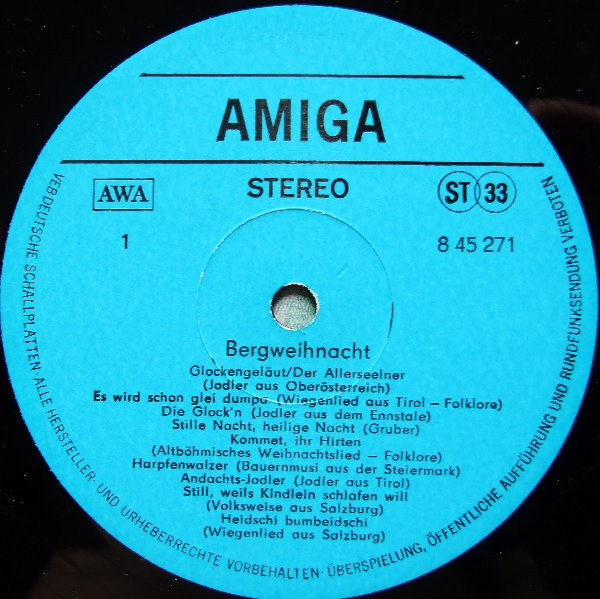 AMIGA
AWA
STEREO
ST 33
1
8 45 271
Bergweihnacht
Glockengeläut/Der Allerseelner
(Jodler aus Oberösterreich)
Es wird schon glei dumpa (Wiegenlied aus Tirol – Folklore)
Die Glock'n (Jodler aus dem Ennstale)
Stille Nacht, heilige Nacht (Gruber)
Kommet, ihr Hirten
(Altböhmisches Weihnachtslied – Folklore)
Harpfenwalzer (Bauernmusi aus der Steiermark)
Andachts-Jodler (Jodler aus Tirol)
Still, weils Kindlein schlafen will
(Volksweise aus Salzburg)
Heidschi bumbeidschi
(Wiegenlied aus Salzburg)
VEB DEUTSCHE SCHALLPLATTEN · ALLE HERSTELLER- UND URHEBERRECHTE VORBEHALTEN · ÜBERSPIELUNG, ÖFFENTLICHE AUFFÜHRUNG UND RUNDFUNKSENDUNG VERBOTEN